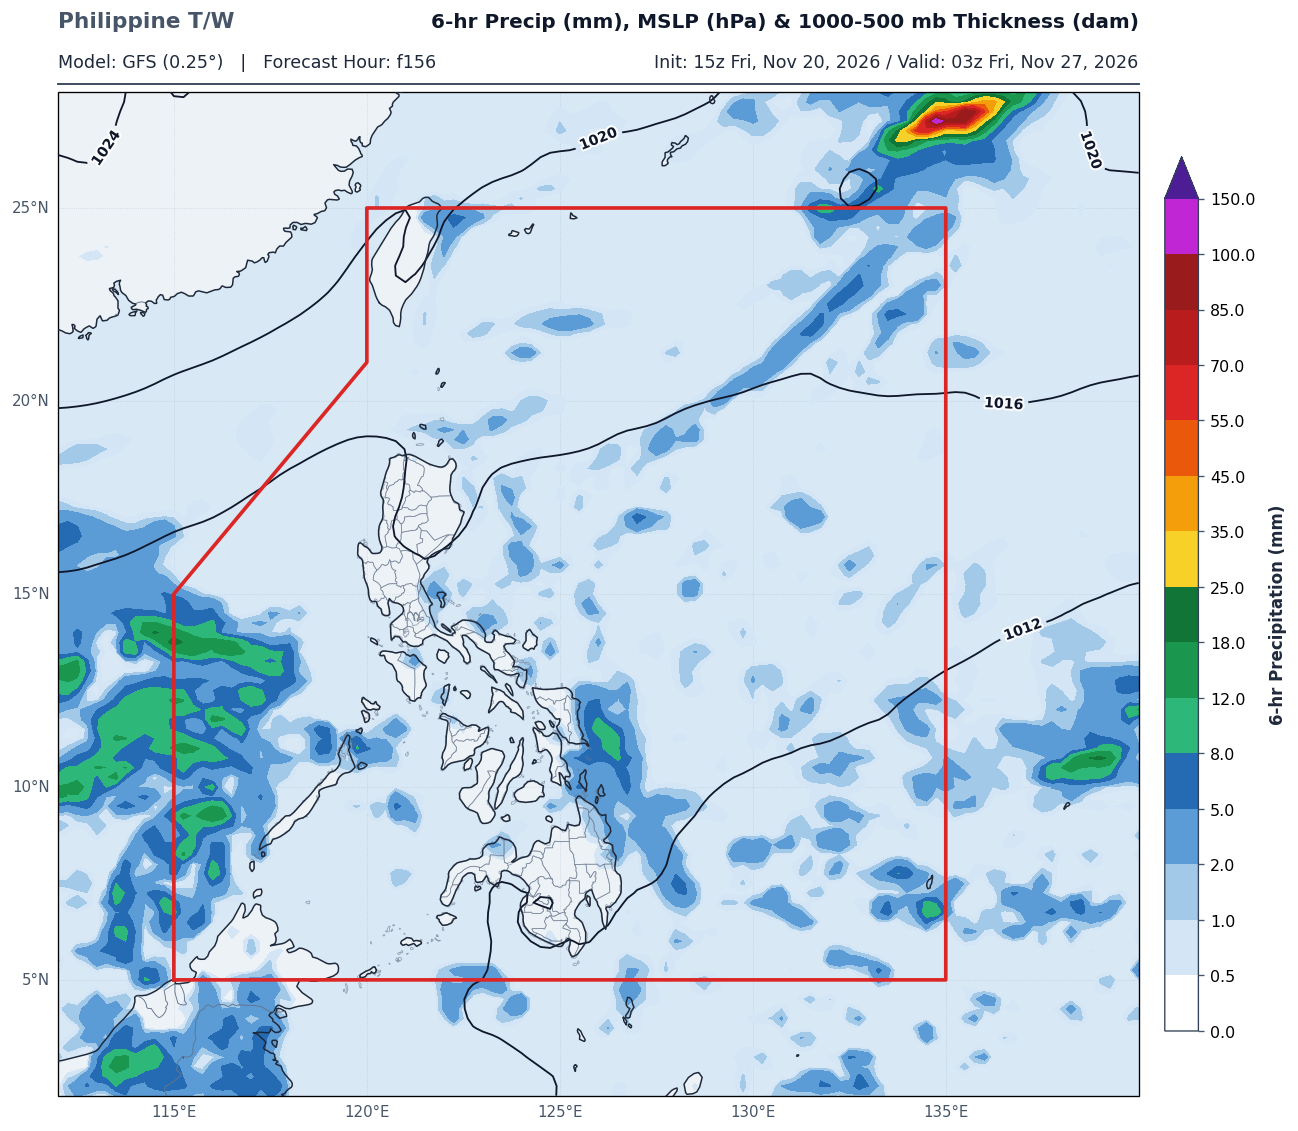 Philippine T/W
6-hr Precip (mm), MSLP (hPa) & 1000-500 mb Thickness (dam)
Model: GFS (0.25°) | Forecast Hour: f156
Init: 15z Fri, Nov 20, 2026 / Valid: 03z Fri, Nov 27, 2026
1024
1020
1020
1016
1012
25°N
20°N
15°N
10°N
5°N
115°E
120°E
125°E
130°E
135°E
150.0
100.0
85.0
70.0
55.0
45.0
35.0
25.0
18.0
12.0
8.0
5.0
2.0
1.0
0.5
0.0
6-hr Precipitation (mm)